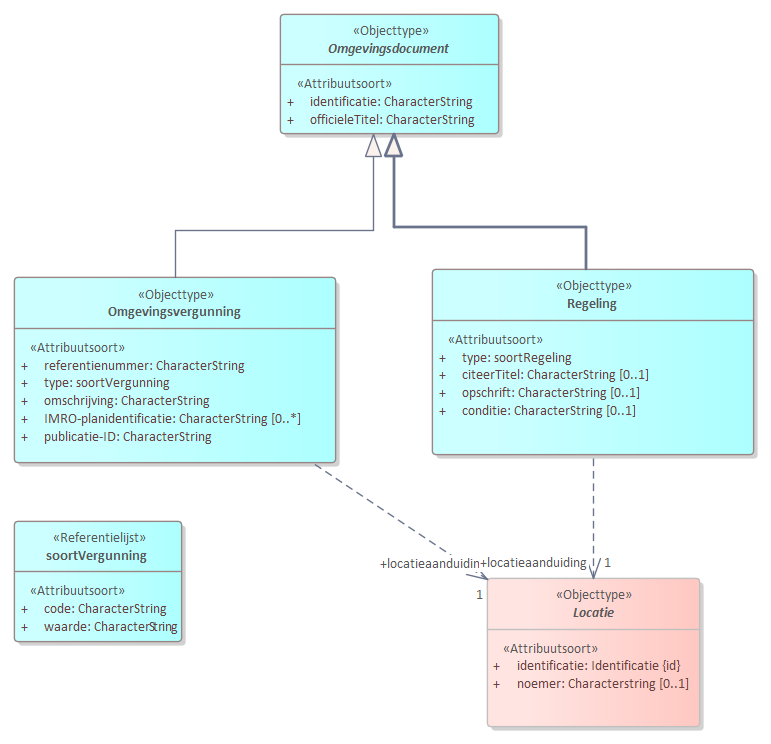 «Objecttype»
Omgevingsdocument
«Attribuutsoort»
+ identificatie: CharacterString
+ officieleTitel: CharacterString
«Objecttype»
Omgevingsvergunning
«Attribuutsoort»
+ referentienummer: CharacterString
+ type: soortVergunning
+ omschrijving: CharacterString
+ IMRO-planidentificatie: CharacterString [0..*]
+ publicatie-ID: CharacterString
«Objecttype»
Regeling
«Attribuutsoort»
+ type: soortRegeling
+ citeerTitel: CharacterString [0..1]
+ opschrift: CharacterString [0..1]
+ conditie: CharacterString [0..1]
«Referentielijst»
soortVergunning
«Attribuutsoort»
+ code: CharacterString
+ waarde: CharacterString
+locatieaanduidin
+locatieaanduiding
1
1
«Objecttype»
Locatie
«Attribuutsoort»
+ identificatie: Identificatie {id}
+ noemer: Characterstring [0..1]